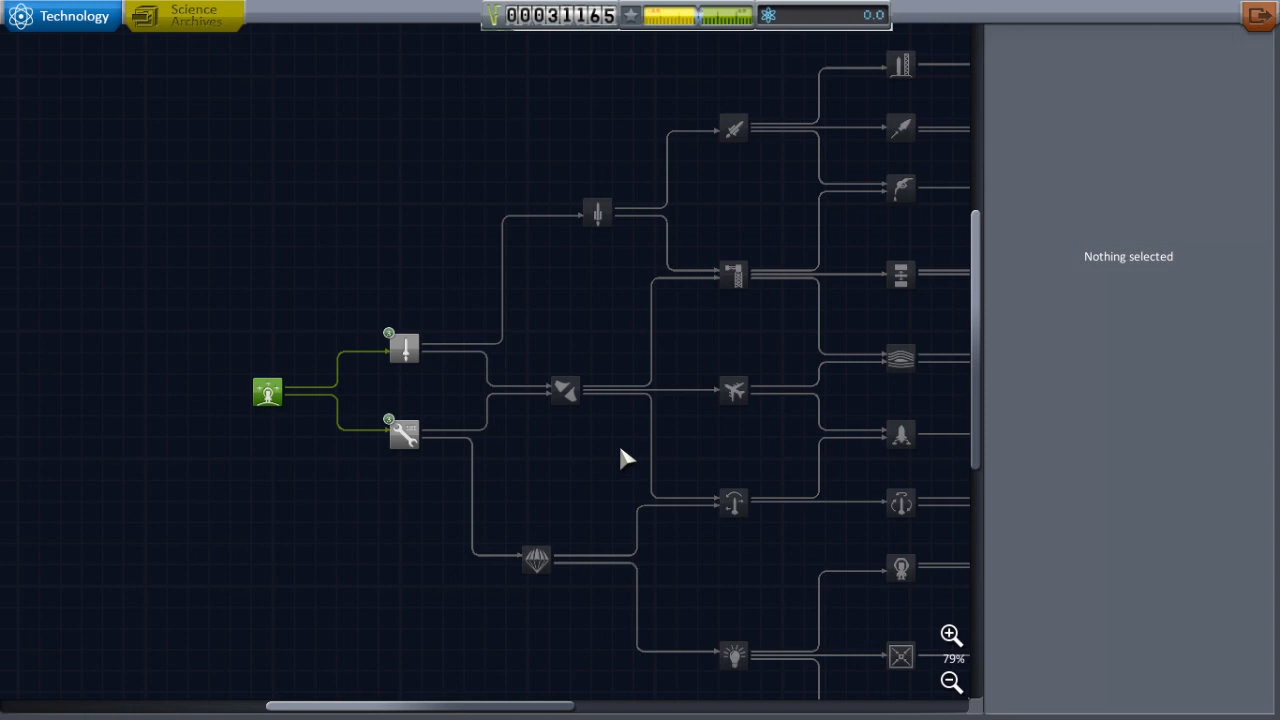 Technology
Science
Archives
00031165
0.0
Nothing selected
79%